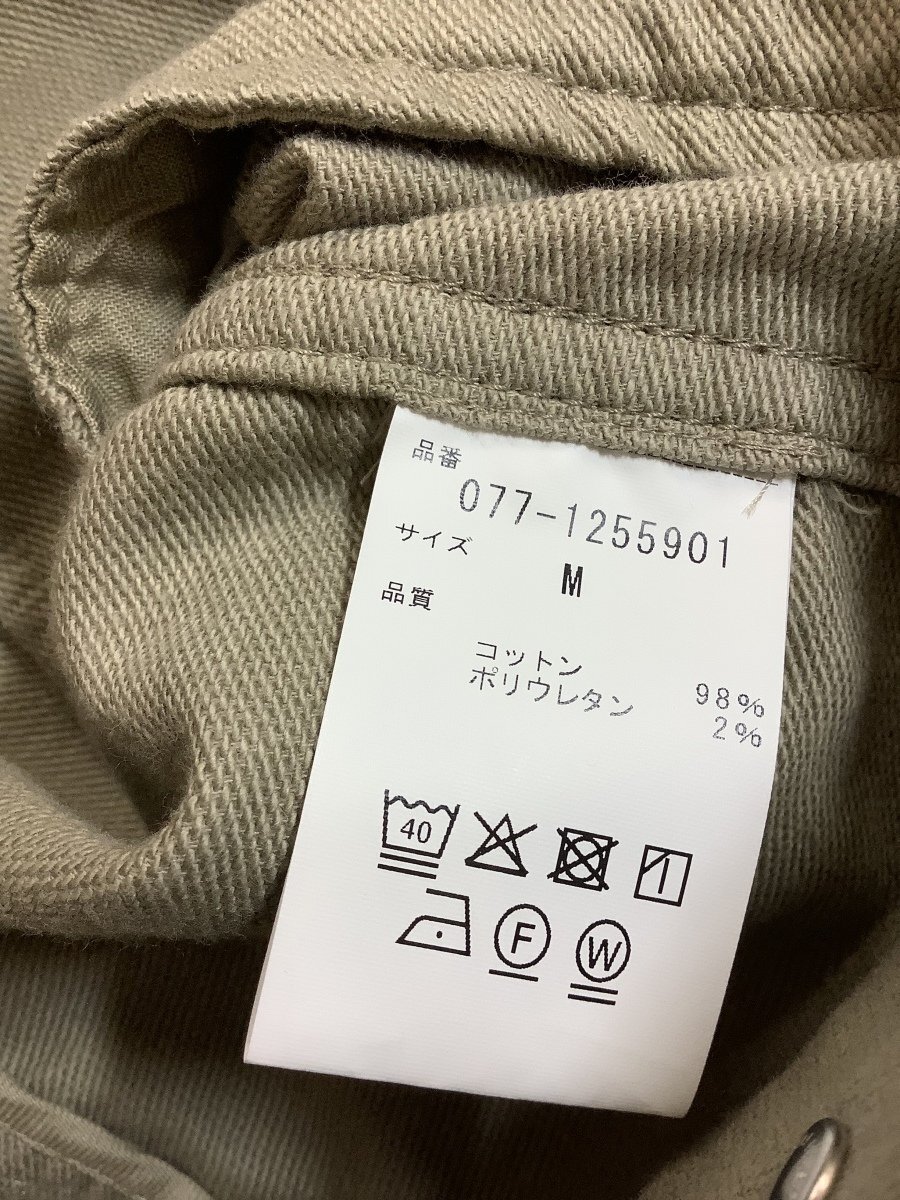 品番
077-1255901
サイズ
M
品質
コットン 98%
ポリウレタン 2%
40
F
W